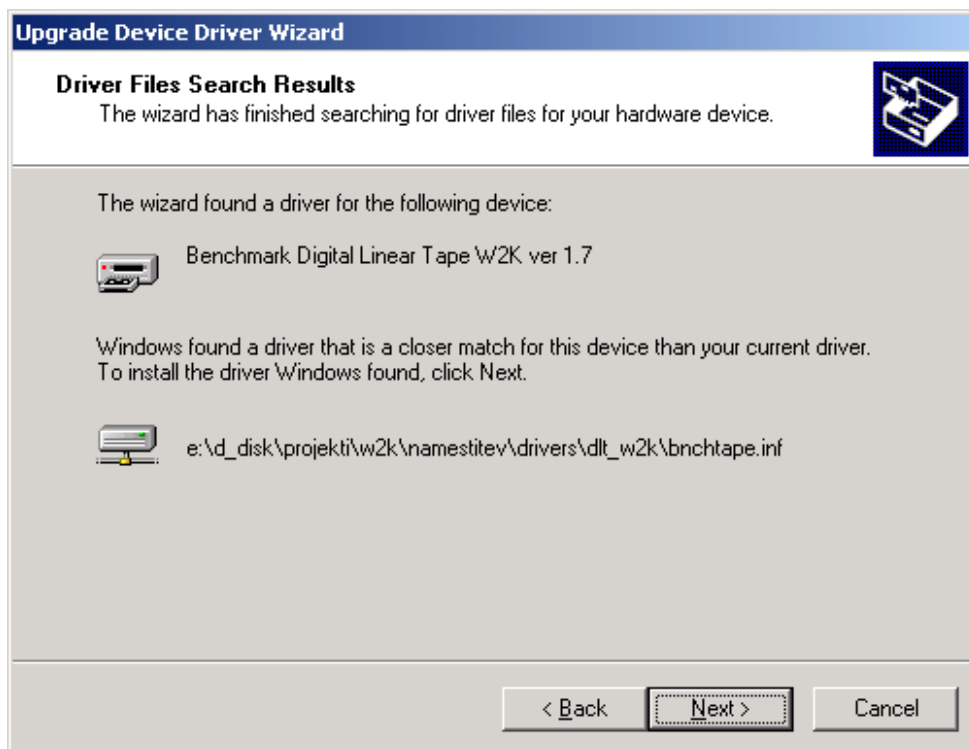 Upgrade Device Driver Wizard
Driver Files Search Results
The wizard has finished searching for driver files for your hardware device.
The wizard found a driver for the following device:
Benchmark Digital Linear Tape W2K ver 1.7
Windows found a driver that is a closer match for this device than your current driver.
To install the driver Windows found, click Next.
e:\d_disk\projekti\w2k\namestitev\drivers\dlt_w2k\bnchtape.inf
< Back Next > Cancel